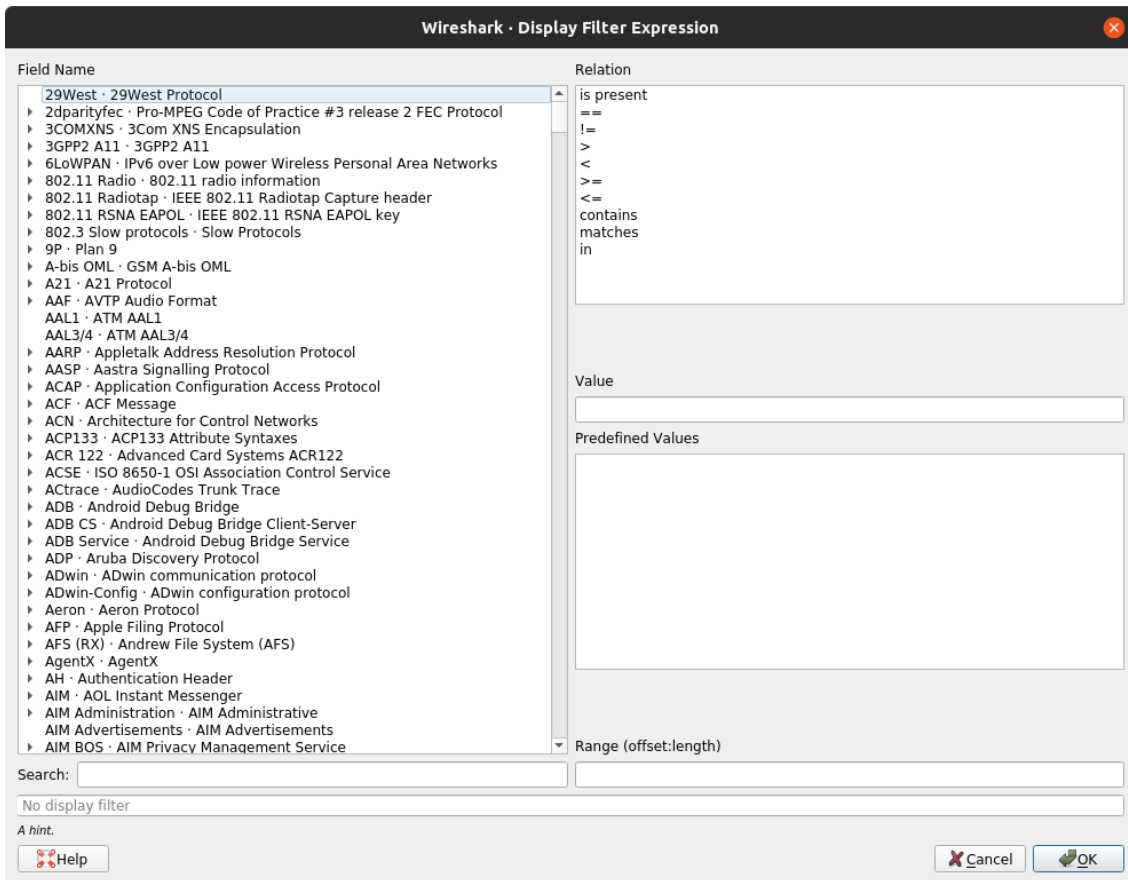 Wireshark · Display Filter Expression
Field Name
29West · 29West Protocol
2dparityfec · Pro-MPEG Code of Practice #3 release 2 FEC Protocol
3COMXNS · 3Com XNS Encapsulation
3GPP2 A11 · 3GPP2 A11
6LoWPAN · IPv6 over Low power Wireless Personal Area Networks
802.11 Radio · 802.11 radio information
802.11 Radiotap · IEEE 802.11 Radiotap Capture header
802.11 RSNA EAPOL · IEEE 802.11 RSNA EAPOL key
802.3 Slow protocols · Slow Protocols
9P · Plan 9
A-bis OML · GSM A-bis OML
A21 · A21 Protocol
AAF · AVTP Audio Format
AAL1 · ATM AAL1
AAL3/4 · ATM AAL3/4
AARP · Appletalk Address Resolution Protocol
AASP · Aastra Signalling Protocol
ACAP · Application Configuration Access Protocol
ACF · ACF Message
ACN · Architecture for Control Networks
ACP133 · ACP133 Attribute Syntaxes
ACR 122 · Advanced Card Systems ACR122
ACSE · ISO 8650-1 OSI Association Control Service
ACtrace · AudioCodes Trunk Trace
ADB · Android Debug Bridge
ADB CS · Android Debug Bridge Client-Server
ADB Service · Android Debug Bridge Service
ADP · Aruba Discovery Protocol
ADwin · ADwin communication protocol
ADwin-Config · ADwin configuration protocol
Aeron · Aeron Protocol
AFP · Apple Filing Protocol
AFS (RX) · Andrew File System (AFS)
AgentX · AgentX
AH · Authentication Header
AIM · AOL Instant Messenger
AIM Administration · AIM Administrative
AIM Advertisements · AIM Advertisements
AIM BOS · AIM Privacy Management Service
Search:
Relation
is present
==
!=
>
<
>=
<=
contains
matches
in
Value
Predefined Values
Range (offset:length)
No display filter
A hint.
Help
Cancel
OK